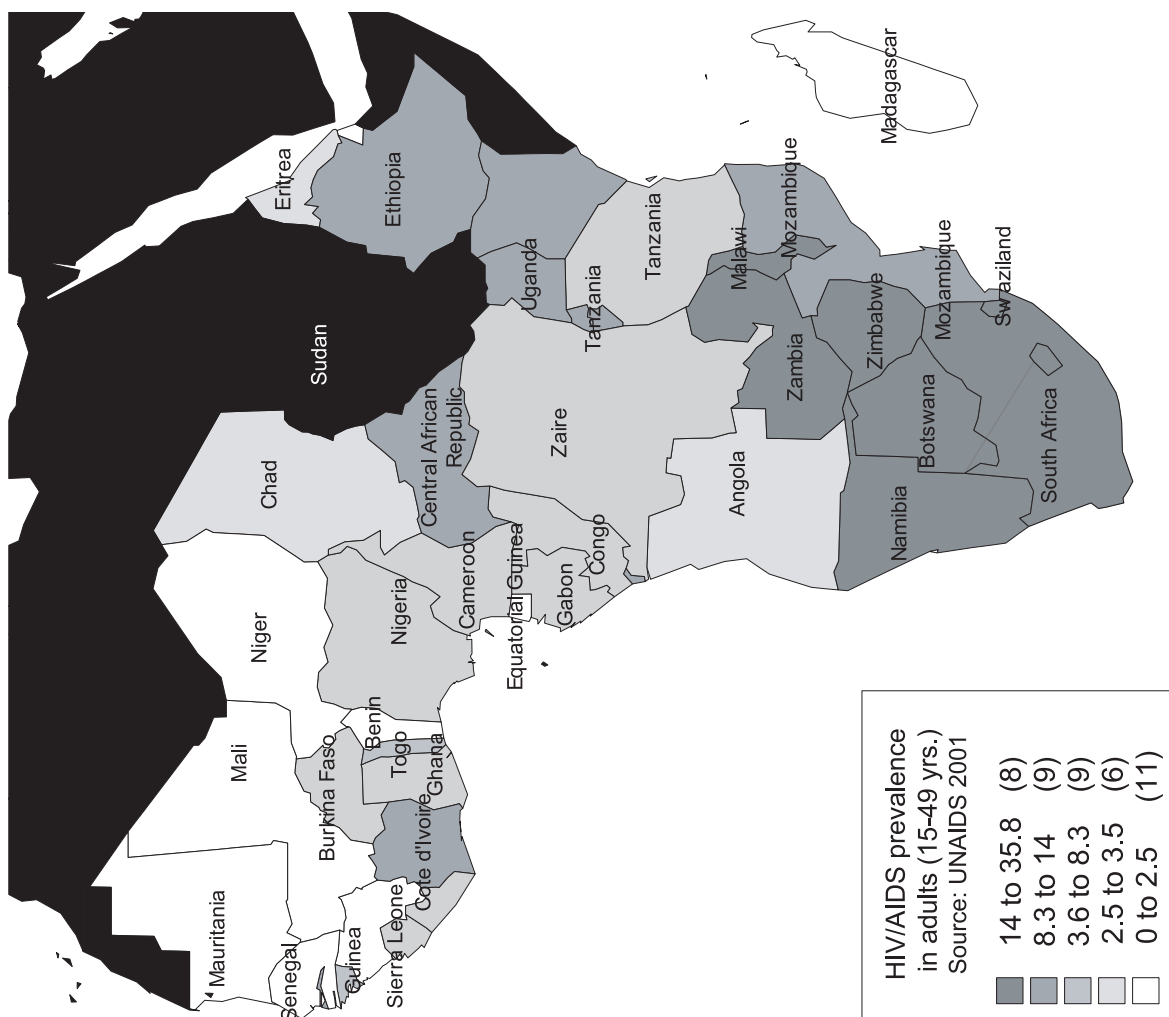 Mauritania
Mali
Niger
Chad
Eritrea
Senegal
Sudan
Burkina Faso
Guinea
Benin
Ethiopia
Sierra Leone
Togo
Nigeria
Cote d'Ivoire
Ghana
Central African
Republic
Cameroon
Equatorial Guinea
Uganda
Zaire
Gabon
Tanzania
Congo
Tanzania
Angola
Malawi
Mozambique
Zambia
Zimbabwe
Madagascar
Namibia
Botswana
Mozambique
Swaziland
South Africa
HIV/AIDS prevalence
in adults (15-49 yrs.)
Source: UNAIDS 2001
14 to 35.8 (8)
8.3 to 14 (9)
3.6 to 8.3 (9)
2.5 to 3.5 (6)
0 to 2.5 (11)